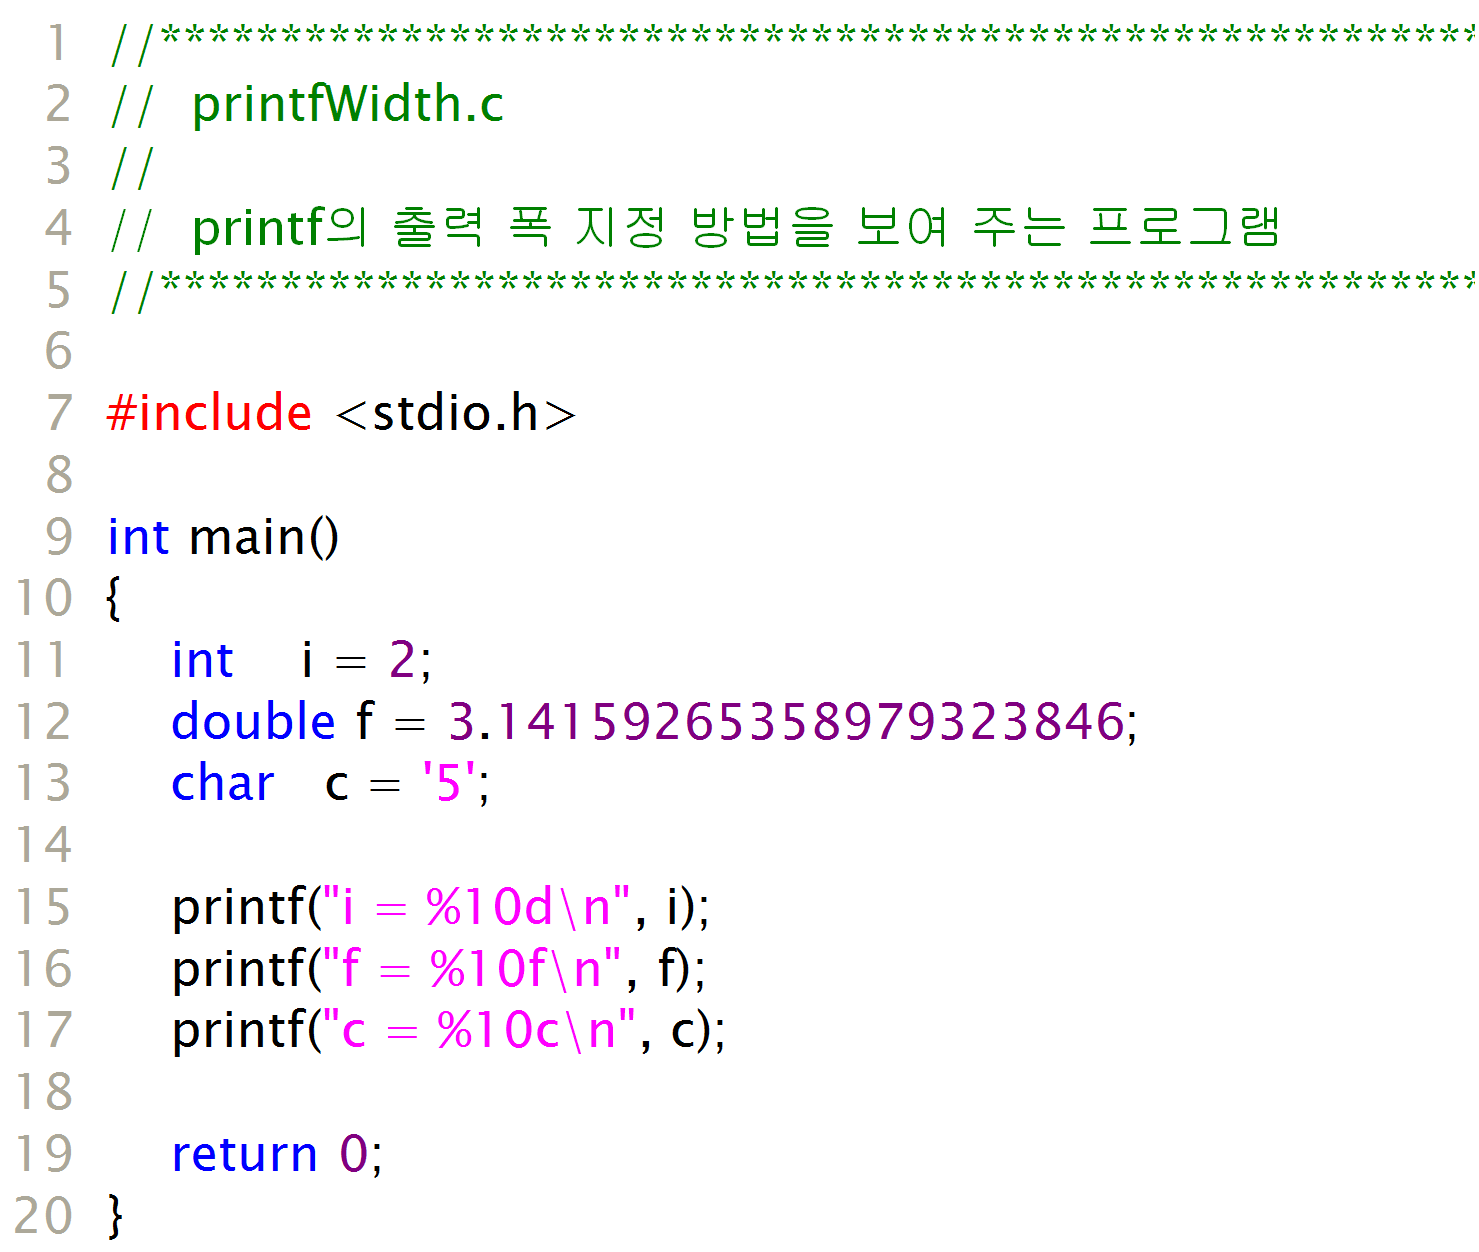 1 //*******************************************************
2 // printfWidth.c
3 //
4 // printf의 출력 폭 지정 방법을 보여 주는 프로그램
5 //*******************************************************
6
7 #include <stdio.h>
8
9 int main()
10 {
11 int i = 2;
12 double f = 3.14159265358979323846;
13 char c = '5';
14
15 printf("i = %10d\n", i);
16 printf("f = %10f\n", f);
17 printf("c = %10c\n", c);
18
19 return 0;
20 }